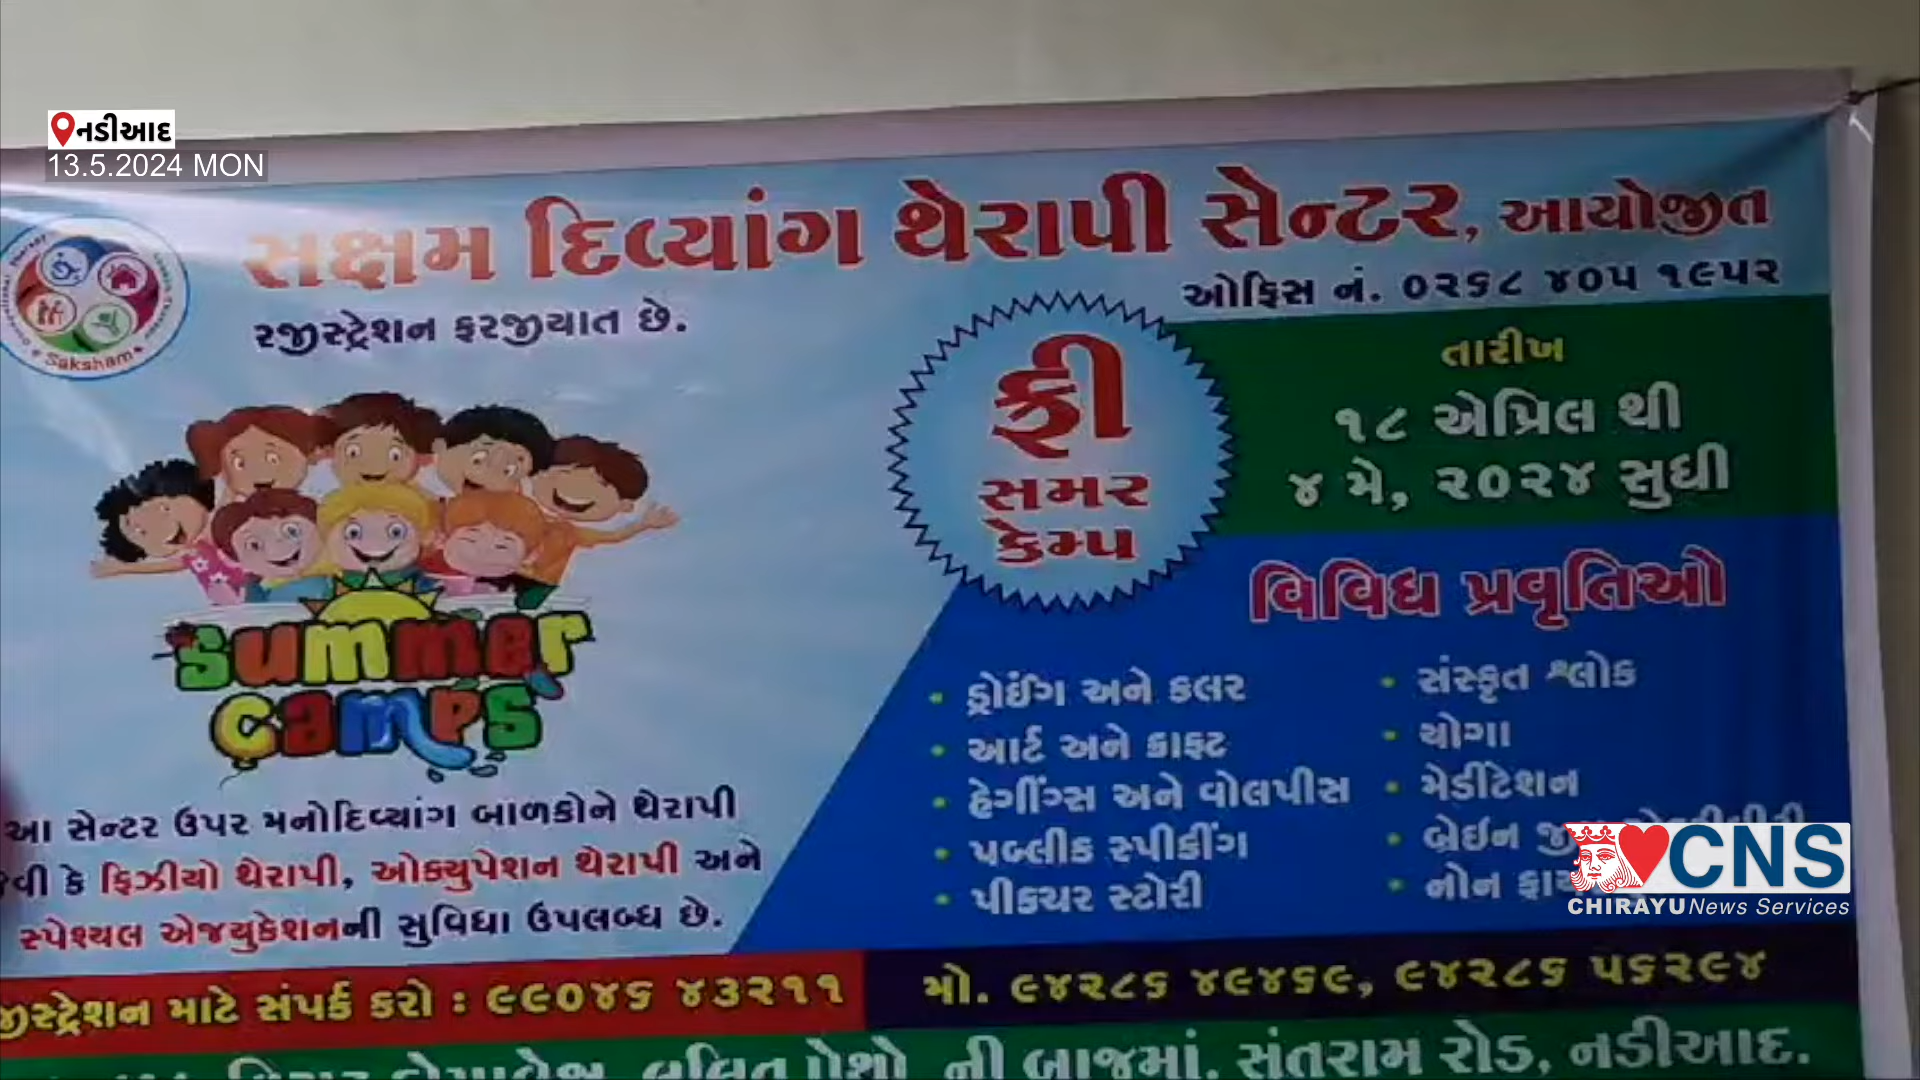 નડીઆદ
13.5.2024 MON
સક્ષમ દિવ્યાંગ થેરાપી સેન્ટર, આયોજીત
ઓફિસ નં. ૦૨૬૮ ૪૦૫ ૧૯૫૨
રજીસ્ટ્રેશન ફરજીયાત છે.
Saksham
ફ્રી
સમર
કેમ્પ
તારીખ
૧૮ એપ્રિલ થી
૪ મે, ૨૦૨૪ સુધી
summer
camps
વિવિધ પ્રવૃતિઓ
• ડ્રોઈંગ અને કલર
• આર્ટ અને ક્રાફ્ટ
• હેગીંગ્સ અને વોલપીસ
• પબ્લીક સ્પીકીંગ
• પીકચર સ્ટોરી
• સંસ્કૃત શ્લોક
• યોગા
• મેડીટેશન
• બ્રેઈન
• નોન
આ સેન્ટર ઉપર મનોદિવ્યાંગ બાળકોને થેરાપી
કે ફિઝીયો થેરાપી, ઓક્યુપેશન થેરાપી અને
સ્પેશ્યલ એજ્યુકેશનની સુવિધા ઉપલબ્ધ છે.
CNS
CHIRAYU News Services
માટે સંપર્ક કરો : ૯૯૦૪૬ ૪૩૨૧૧
મો. ૯૪૨૮૬ ૪૯૪૬૯, ૯૪૨૮૬ ૫૬૨૯૪
ની બાજુમાં, સંતરામ રોડ, નડીઆદ.